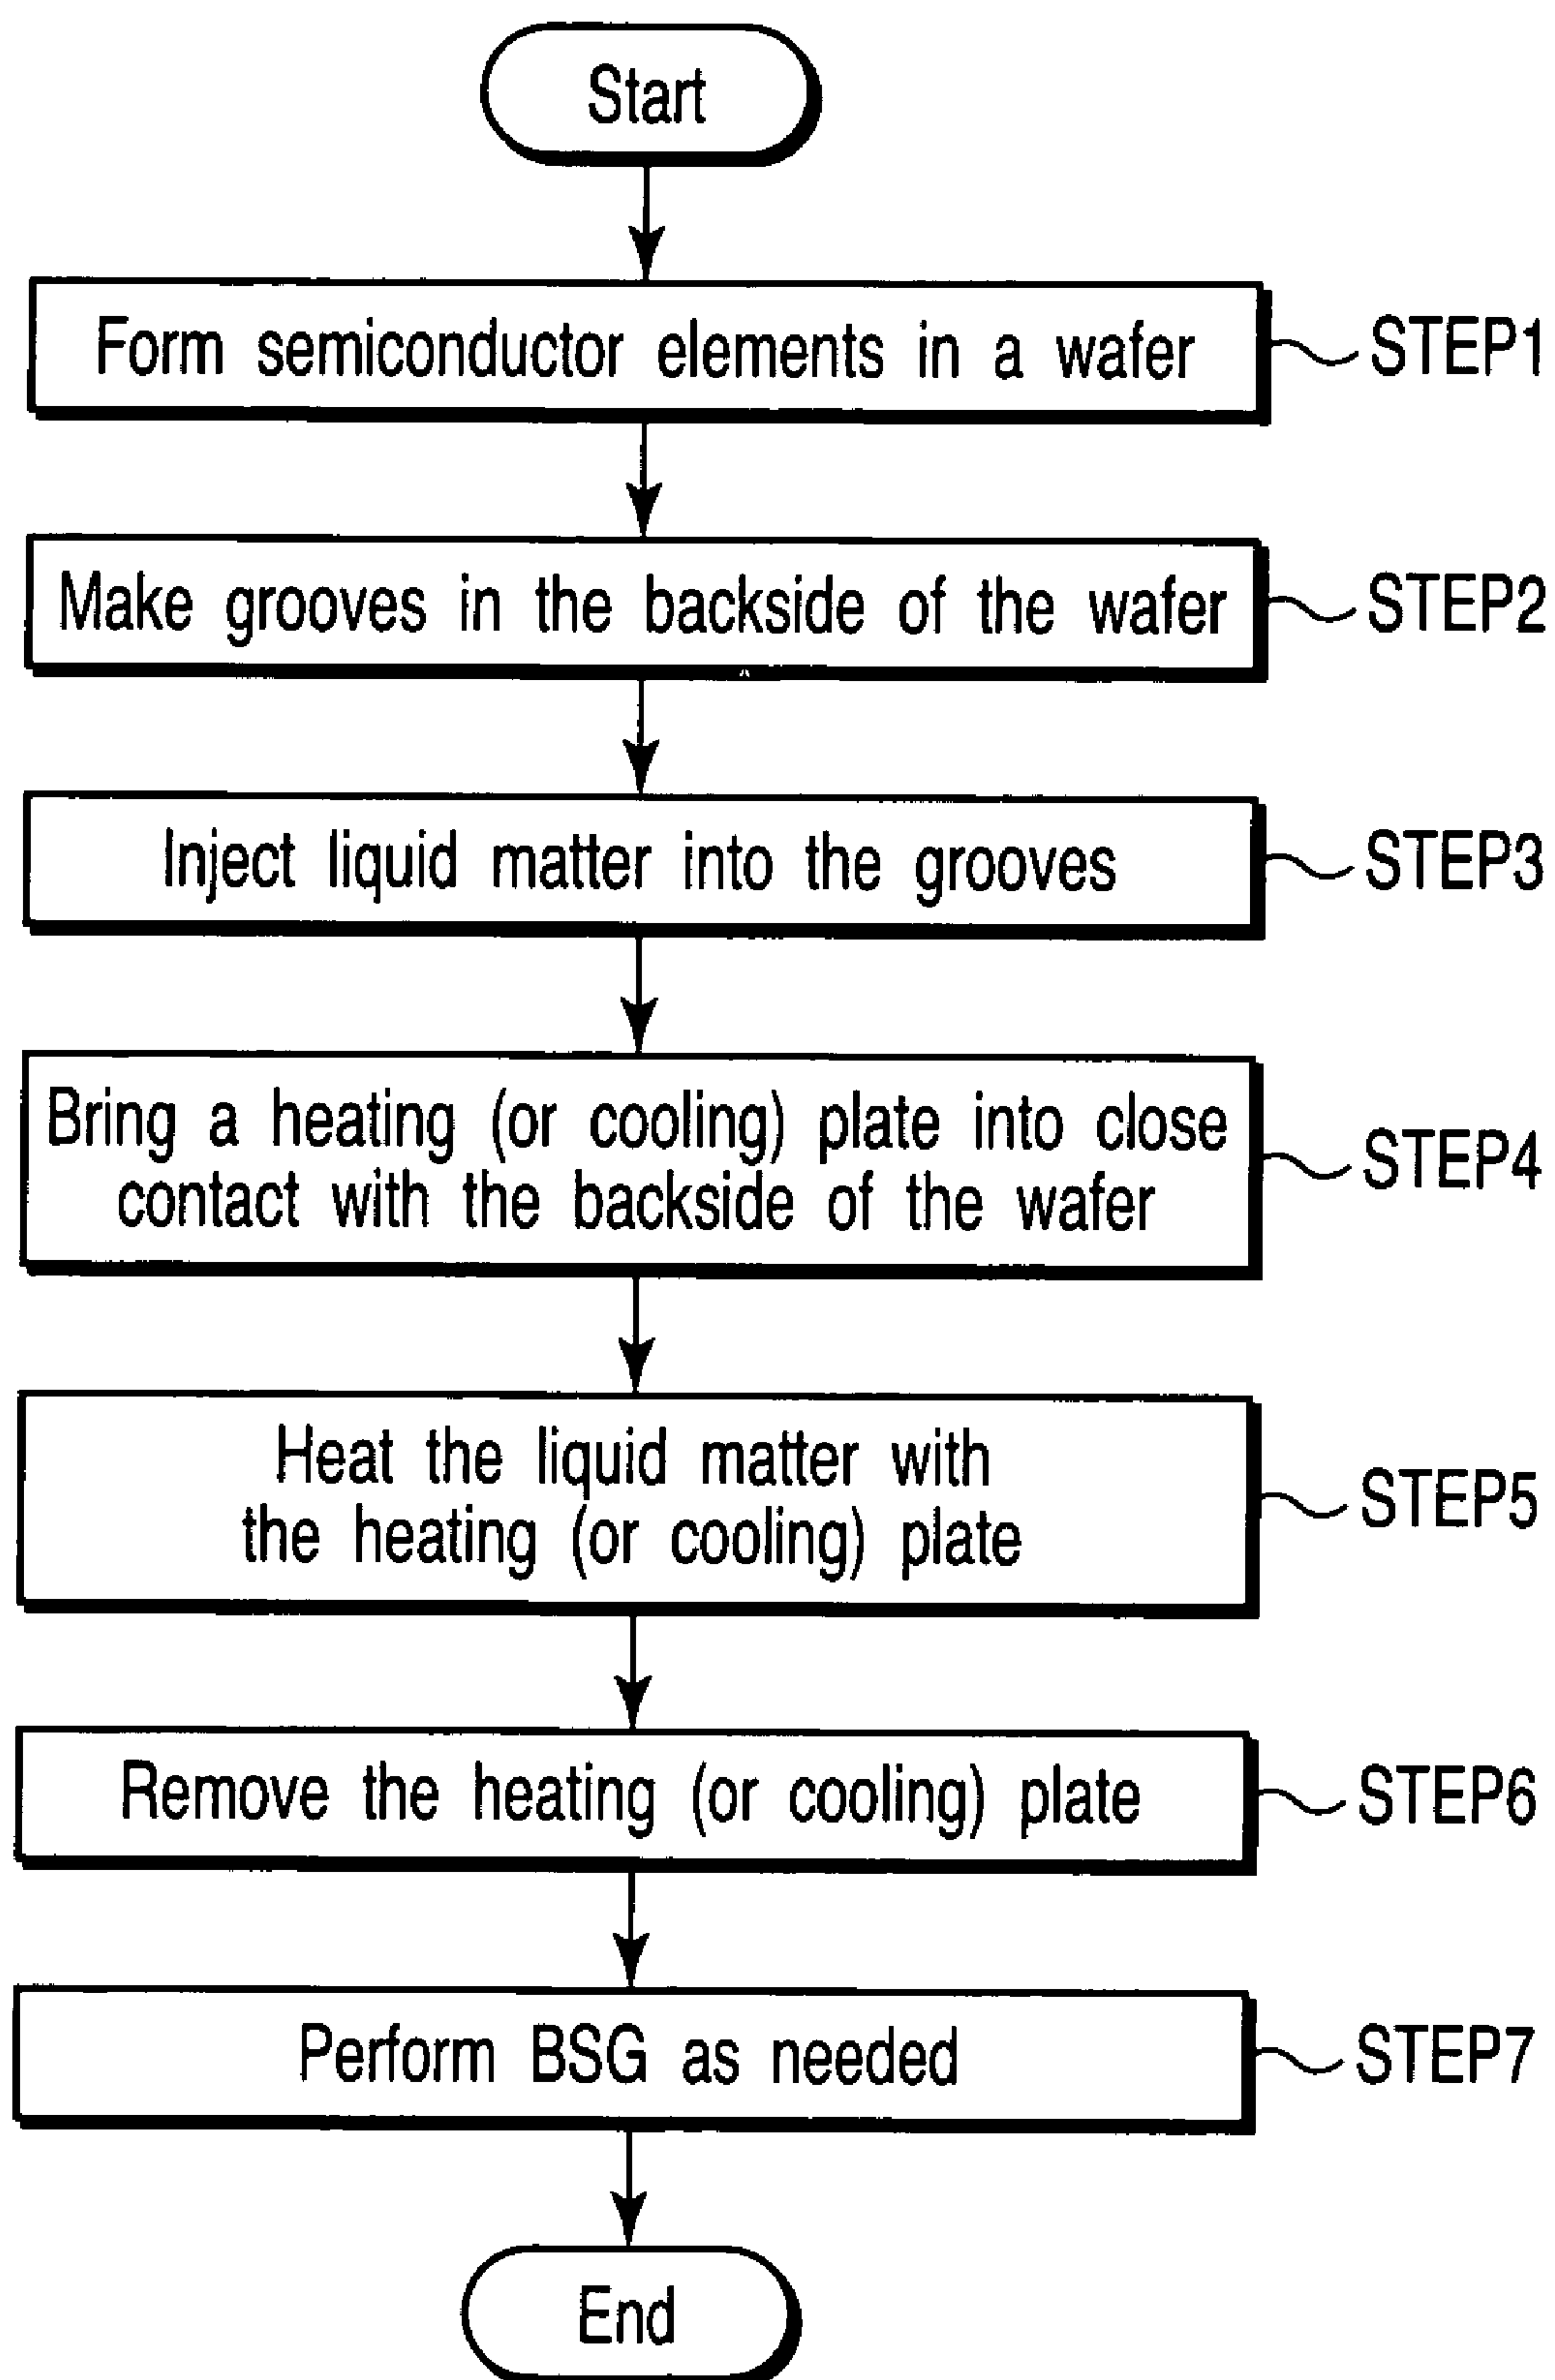 Start
Form semiconductor elements in a wafer
STEP1
Make grooves in the backside of the wafer
STEP2
Inject liquid matter into the grooves
STEP3
Bring a heating (or cooling) plate into close
contact with the backside of the wafer
STEP4
Heat the liquid matter with
the heating (or cooling) plate
STEP5
Remove the heating (or cooling) plate
STEP6
Perform BSG as needed
STEP7
End